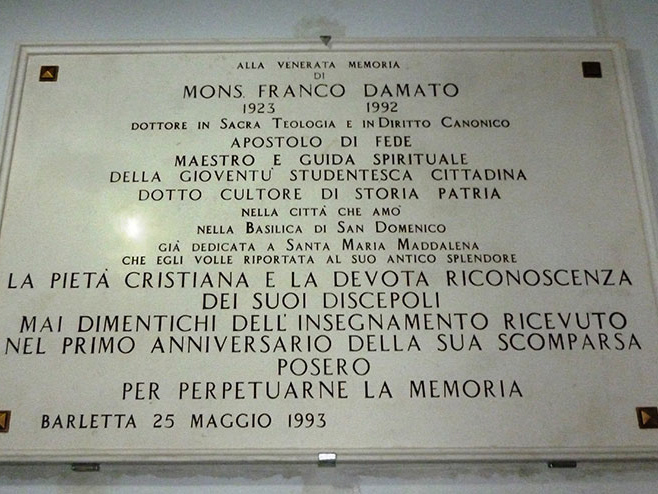 ALLA VENERATA MEMORIA
DI
MONS. FRANCO DAMATO
1923 1992
DOTTORE IN SACRA TEOLOGIA E IN DIRITTO CANONICO
APOSTOLO DI FEDE
MAESTRO E GUIDA SPIRITUALE
DELLA GIOVENTU' STUDENTESCA CITTADINA
DOTTO CULTORE DI STORIA PATRIA
NELLA CITTÀ CHE AMO'
NELLA BASILICA DI SAN DOMENICO
GIÀ DEDICATA A SANTA MARIA MADDALENA
CHE EGLI VOLLE RIPORTATA AL SUO ANTICO SPLENDORE
LA PIETÀ CRISTIANA E LA DEVOTA RICONOSCENZA
DEI SUOI DISCEPOLI
MAI DIMENTICHI DELL'INSEGNAMENTO RICEVUTO
NEL PRIMO ANNIVERSARIO DELLA SUA SCOMPARSA
POSERO
PER PERPETUARNE LA MEMORIA
BARLETTA 25 MAGGIO 1993